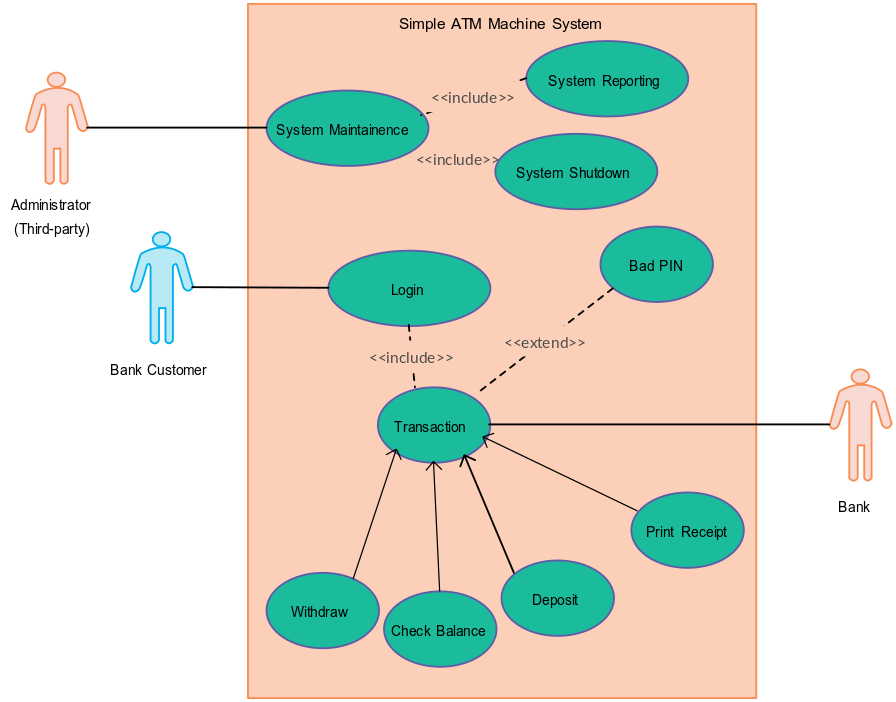 Simple ATM Machine System
System Reporting
<<include>>
System Maintainence
<<include>>
System Shutdown
Administrator
(Third-party)
Bad PIN
Login
<<extend>>
<<include>>
Bank Customer
Transaction
Bank
Print Receipt
Deposit
Withdraw
Check Balance